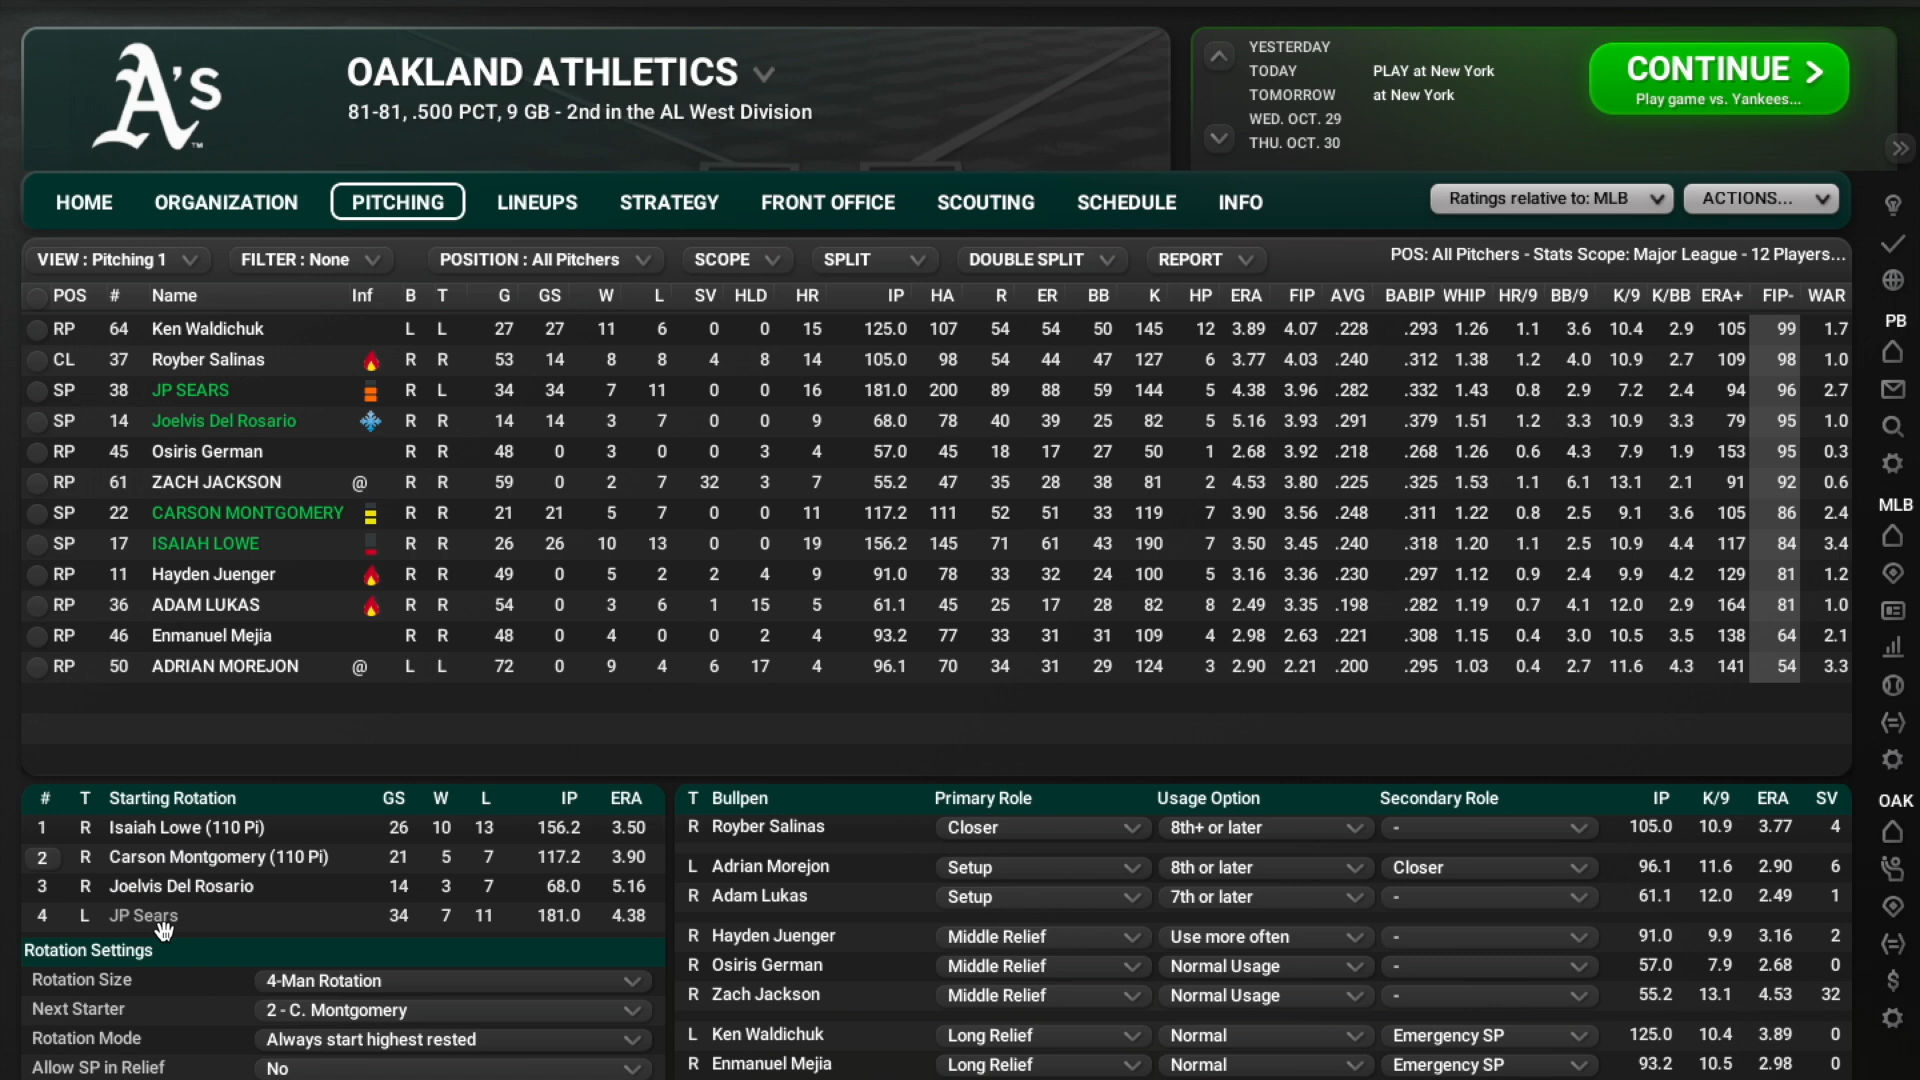 A's
OAKLAND ATHLETICS
81-81, .500 PCT, 9 GB - 2nd in the AL West Division
YESTERDAY
TODAY PLAY at New York
TOMORROW at New York
WED. OCT. 29
THU. OCT. 30
CONTINUE
Play game vs. Yankees...
HOME ORGANIZATION PITCHING LINEUPS STRATEGY FRONT OFFICE SCOUTING SCHEDULE INFO Ratings relative to: MLB ACTIONS...
VIEW : Pitching 1 FILTER : None POSITION : All Pitchers SCOPE SPLIT DOUBLE SPLIT REPORT POS: All Pitchers - Stats Scope: Major League - 12 Players...
POS # Name Inf B T G GS W L SV HLD HR IP HA R ER BB K HP ERA FIP AVG BABIP WHIP HR/9 BB/9 K/9 K/BB ERA+ FIP- WAR
RP 64 Ken Waldichuk L L 27 27 11 6 0 0 15 125.0 107 54 54 50 145 12 3.89 4.07 .228 .293 1.26 1.1 3.6 10.4 2.9 105 99 1.7
CL 37 Royber Salinas R R 53 14 8 8 4 8 14 105.0 98 54 44 47 127 6 3.77 4.03 .240 .312 1.38 1.2 4.0 10.9 2.7 109 98 1.0
SP 38 JP SEARS R L 34 34 7 11 0 0 16 181.0 200 89 88 59 144 5 4.38 3.96 .282 .332 1.43 0.8 2.9 7.2 2.4 94 96 2.7
SP 14 Joelvis Del Rosario R R 14 14 3 7 0 0 9 68.0 78 40 39 25 82 5 5.16 3.93 .291 .379 1.51 1.2 3.3 10.9 3.3 79 95 1.0
RP 45 Osiris German R R 48 0 3 0 0 3 4 57.0 45 18 17 27 50 1 2.68 3.92 .218 .268 1.26 0.6 4.3 7.9 1.9 153 95 0.3
RP 61 ZACH JACKSON @ R R 59 0 2 7 32 3 7 55.2 47 35 28 38 81 2 4.53 3.80 .225 .325 1.53 1.1 6.1 13.1 2.1 91 92 0.6
SP 22 CARSON MONTGOMERY R R 21 21 5 7 0 0 11 117.2 111 52 51 33 119 7 3.90 3.56 .248 .311 1.22 0.8 2.5 9.1 3.6 105 86 2.4
SP 17 ISAIAH LOWE R R 26 26 10 13 0 0 19 156.2 145 71 61 43 190 7 3.50 3.45 .240 .318 1.20 1.1 2.5 10.9 4.4 117 84 3.4
RP 11 Hayden Juenger R R 49 0 5 2 2 4 9 91.0 78 33 32 24 100 5 3.16 3.36 .230 .297 1.12 0.9 2.4 9.9 4.2 129 81 1.2
RP 36 ADAM LUKAS R R 54 0 3 6 1 15 5 61.1 45 25 17 28 82 8 2.49 3.35 .198 .282 1.19 0.7 4.1 12.0 2.9 164 81 1.0
RP 46 Enmanuel Mejia R R 48 0 4 0 0 2 4 93.2 77 33 31 31 109 4 2.98 2.63 .221 .308 1.15 0.4 3.0 10.5 3.5 138 64 2.1
RP 50 ADRIAN MOREJON @ L L 72 0 9 4 6 17 4 96.1 70 34 31 29 124 3 2.90 2.21 .200 .295 1.03 0.4 2.7 11.6 4.3 141 54 3.3
# T Starting Rotation GS W L IP ERA
1 R Isaiah Lowe (110 Pi) 26 10 13 156.2 3.50
2 R Carson Montgomery (110 Pi) 21 5 7 117.2 3.90
3 R Joelvis Del Rosario 14 3 7 68.0 5.16
4 L JP Sears 34 7 11 181.0 4.38
Rotation Settings
Rotation Size 4-Man Rotation
Next Starter 2 - C. Montgomery
Rotation Mode Always start highest rested
Allow SP in Relief No
T Bullpen Primary Role Usage Option Secondary Role IP K/9 ERA SV
R Royber Salinas Closer 8th+ or later - 105.0 10.9 3.77 4
L Adrian Morejon Setup 8th or later Closer 96.1 11.6 2.90 6
R Adam Lukas Setup 7th or later - 61.1 12.0 2.49 1
R Hayden Juenger Middle Relief Use more often - 91.0 9.9 3.16 2
R Osiris German Middle Relief Normal Usage - 57.0 7.9 2.68 0
R Zach Jackson Middle Relief Normal Usage - 55.2 13.1 4.53 32
L Ken Waldichuk Long Relief Normal Emergency SP 125.0 10.4 3.89 0
R Enmanuel Mejia Long Relief Normal Emergency SP 93.2 10.5 2.98 0
PB
MLB
OAK